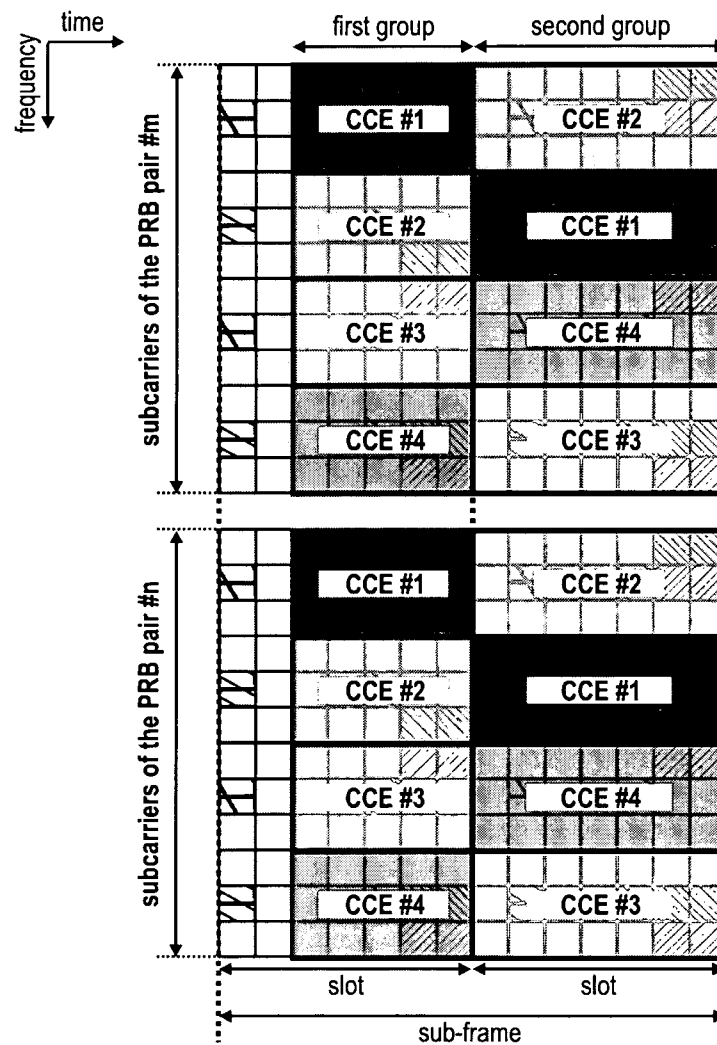 time
first group
second group
frequency
subcarriers of the PRB pair #m
CCE #1
CCE #2
CCE #2
CCE #1
CCE #3
CCE #4
CCE #4
CCE #3
subcarriers of the PRB pair #n
CCE #1
CCE #2
CCE #2
CCE #1
CCE #3
CCE #4
CCE #4
CCE #3
slot
slot
sub-frame